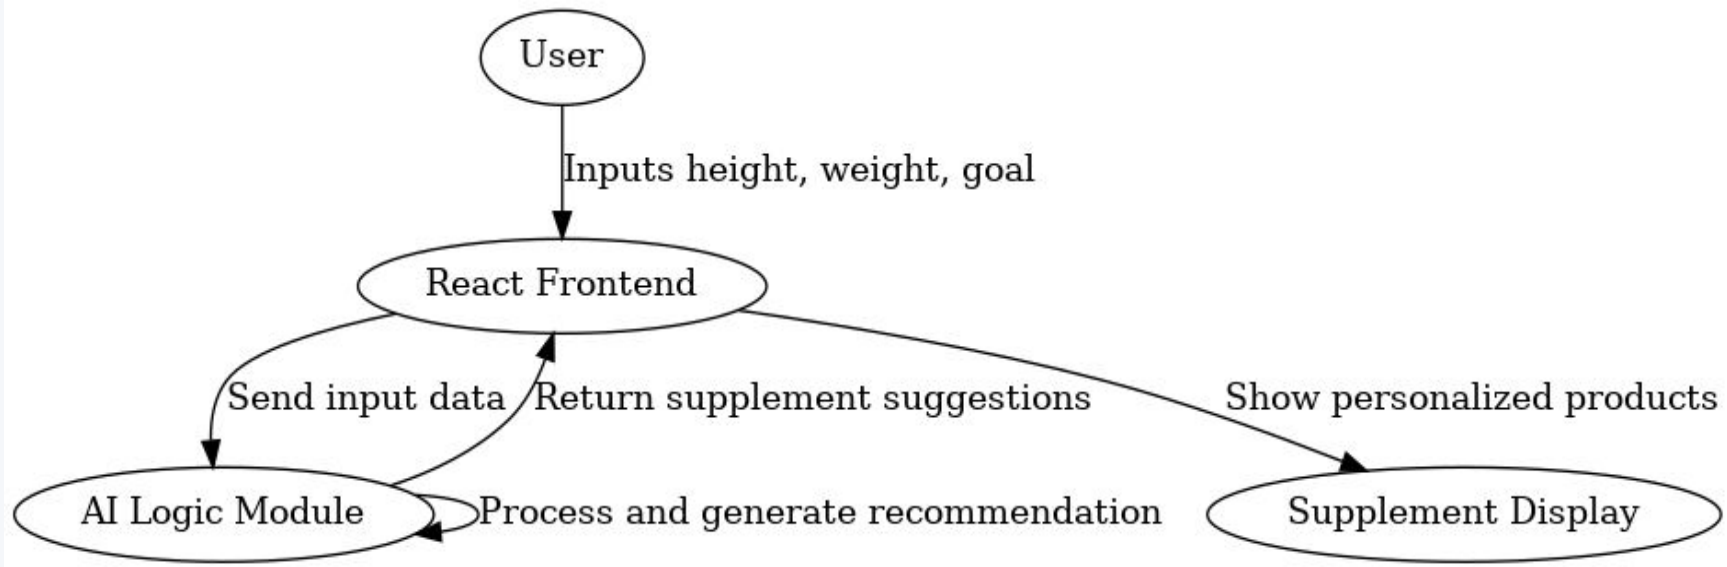 User
Inputs height, weight, goal
React Frontend
Send input data
Return supplement suggestions
Show personalized products
AI Logic Module
Process and generate recommendation
Supplement Display